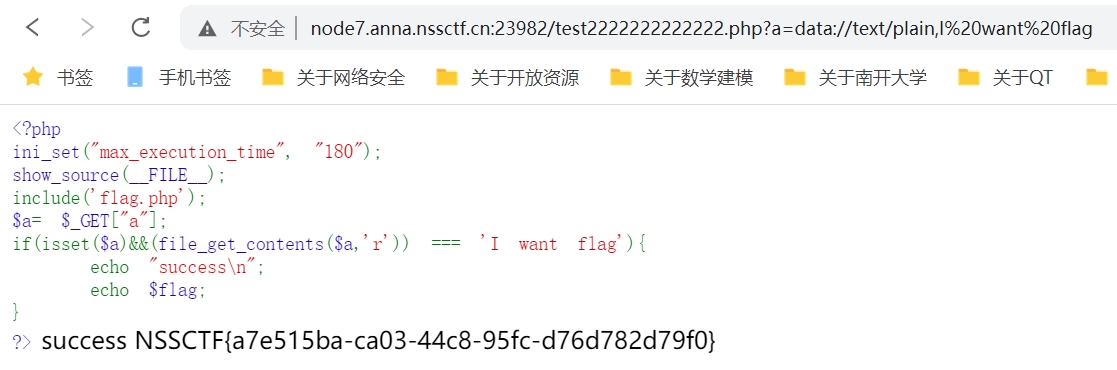 不安全 node7.anna.nssctf.cn:23982/test2222222222222.php?a=data://text/plain,I%20want%20flag
书签 手机书签 关于网络安全 关于开放资源 关于数学建模 关于南开大学 关于QT
<?php
ini_set("max_execution_time", "180");
show_source(__FILE__);
include('flag.php');
$a= $_GET["a"];
if(isset($a)&&(file_get_contents($a,'r')) === 'I want flag'){
        echo "success\n";
        echo $flag;
}
?> success NSSCTF{a7e515ba-ca03-44c8-95fc-d76d782d79f0}